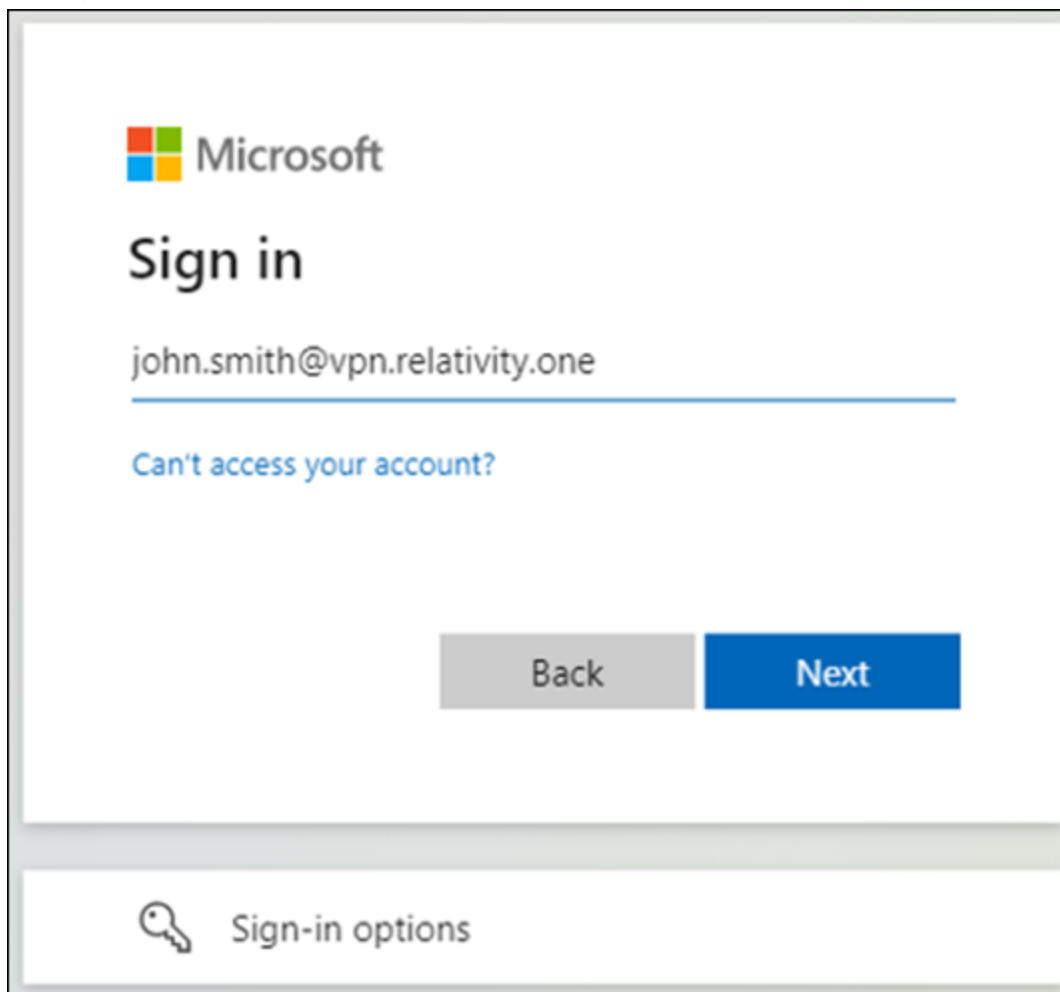 Microsoft
Sign in
john.smith@vpn.relativity.one
Can't access your account?
Back Next
Sign-in options